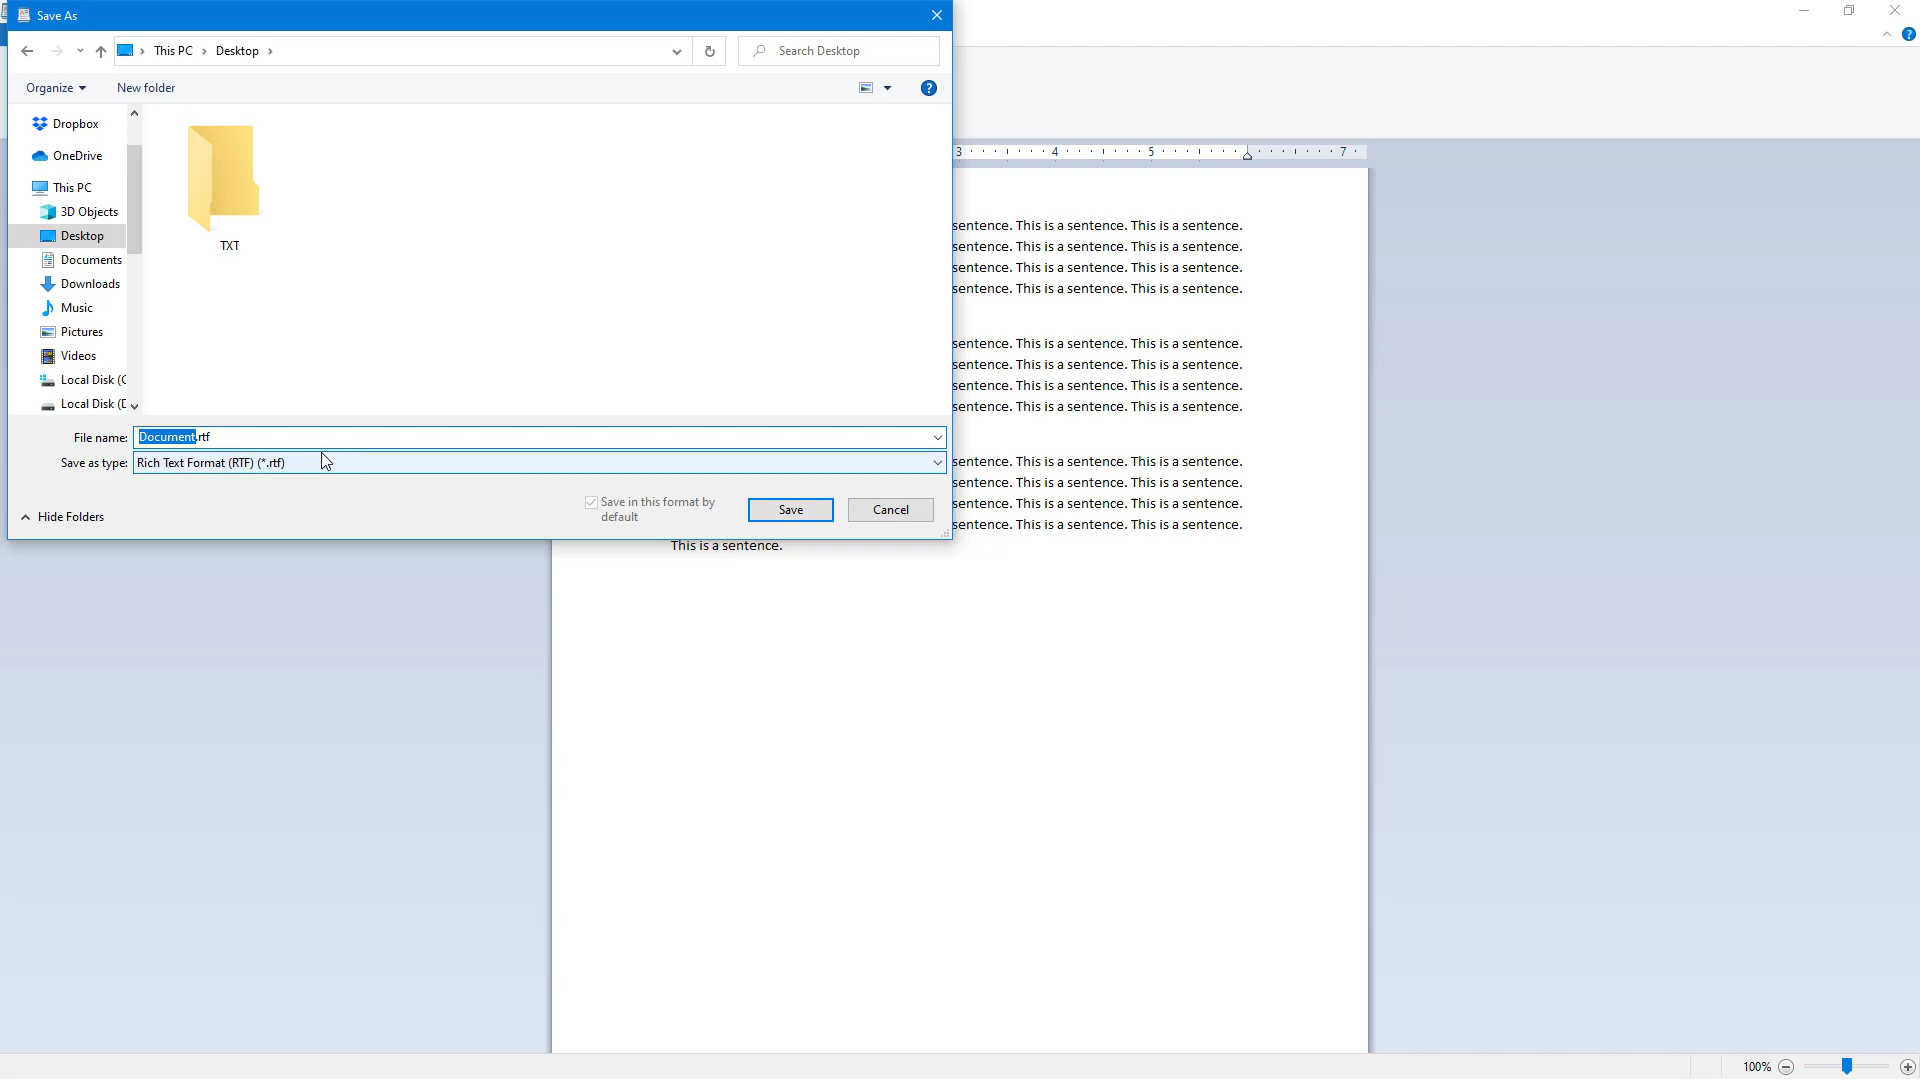 Save As
This PC
Desktop
Search Desktop
Organize
New folder
Dropbox
OneDrive
This PC
3D Objects
Desktop
Documents
Downloads
Music
Pictures
Videos
Local Disk (
Local Disk (
TXT
File name: Document.rtf
Save as type: Rich Text Format (RTF) (*.rtf)
Save in this format by
default
Save
Cancel
Hide Folders
3 4 5 7
sentence. This is a sentence. This is a sentence.
sentence. This is a sentence. This is a sentence.
sentence. This is a sentence. This is a sentence.
sentence. This is a sentence. This is a sentence.
sentence. This is a sentence. This is a sentence.
sentence. This is a sentence. This is a sentence.
sentence. This is a sentence. This is a sentence.
sentence. This is a sentence. This is a sentence.
sentence. This is a sentence. This is a sentence.
sentence. This is a sentence. This is a sentence.
sentence. This is a sentence. This is a sentence.
sentence. This is a sentence. This is a sentence.
This is a sentence.
100%